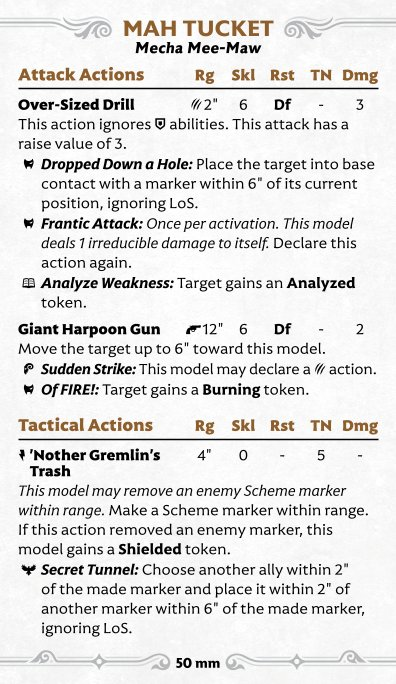 MAH TUCKET
Mecha Mee-Maw
Attack Actions Rg Skl Rst TN Dmg
Over-Sized Drill 2" 6 Df - 3
This action ignores abilities. This attack has a
raise value of 3.
Dropped Down a Hole: Place the target into base
contact with a marker within 6" of its current
position, ignoring LoS.
Frantic Attack: Once per activation. This model
deals 1 irreducible damage to itself. Declare this
action again.
Analyze Weakness: Target gains an Analyzed
token.
Giant Harpoon Gun 12" 6 Df - 2
Move the target up to 6" toward this model.
Sudden Strike: This model may declare a action.
Of FIRE!: Target gains a Burning token.
Tactical Actions Rg Skl Rst TN Dmg
'Nother Gremlin's 4" 0 - 5 -
Trash
This model may remove an enemy Scheme marker
within range. Make a Scheme marker within range.
If this action removed an enemy marker, this
model gains a Shielded token.
Secret Tunnel: Choose another ally within 2"
of the made marker and place it within 2" of
another marker within 6" of the made marker,
ignoring LoS.
50 mm